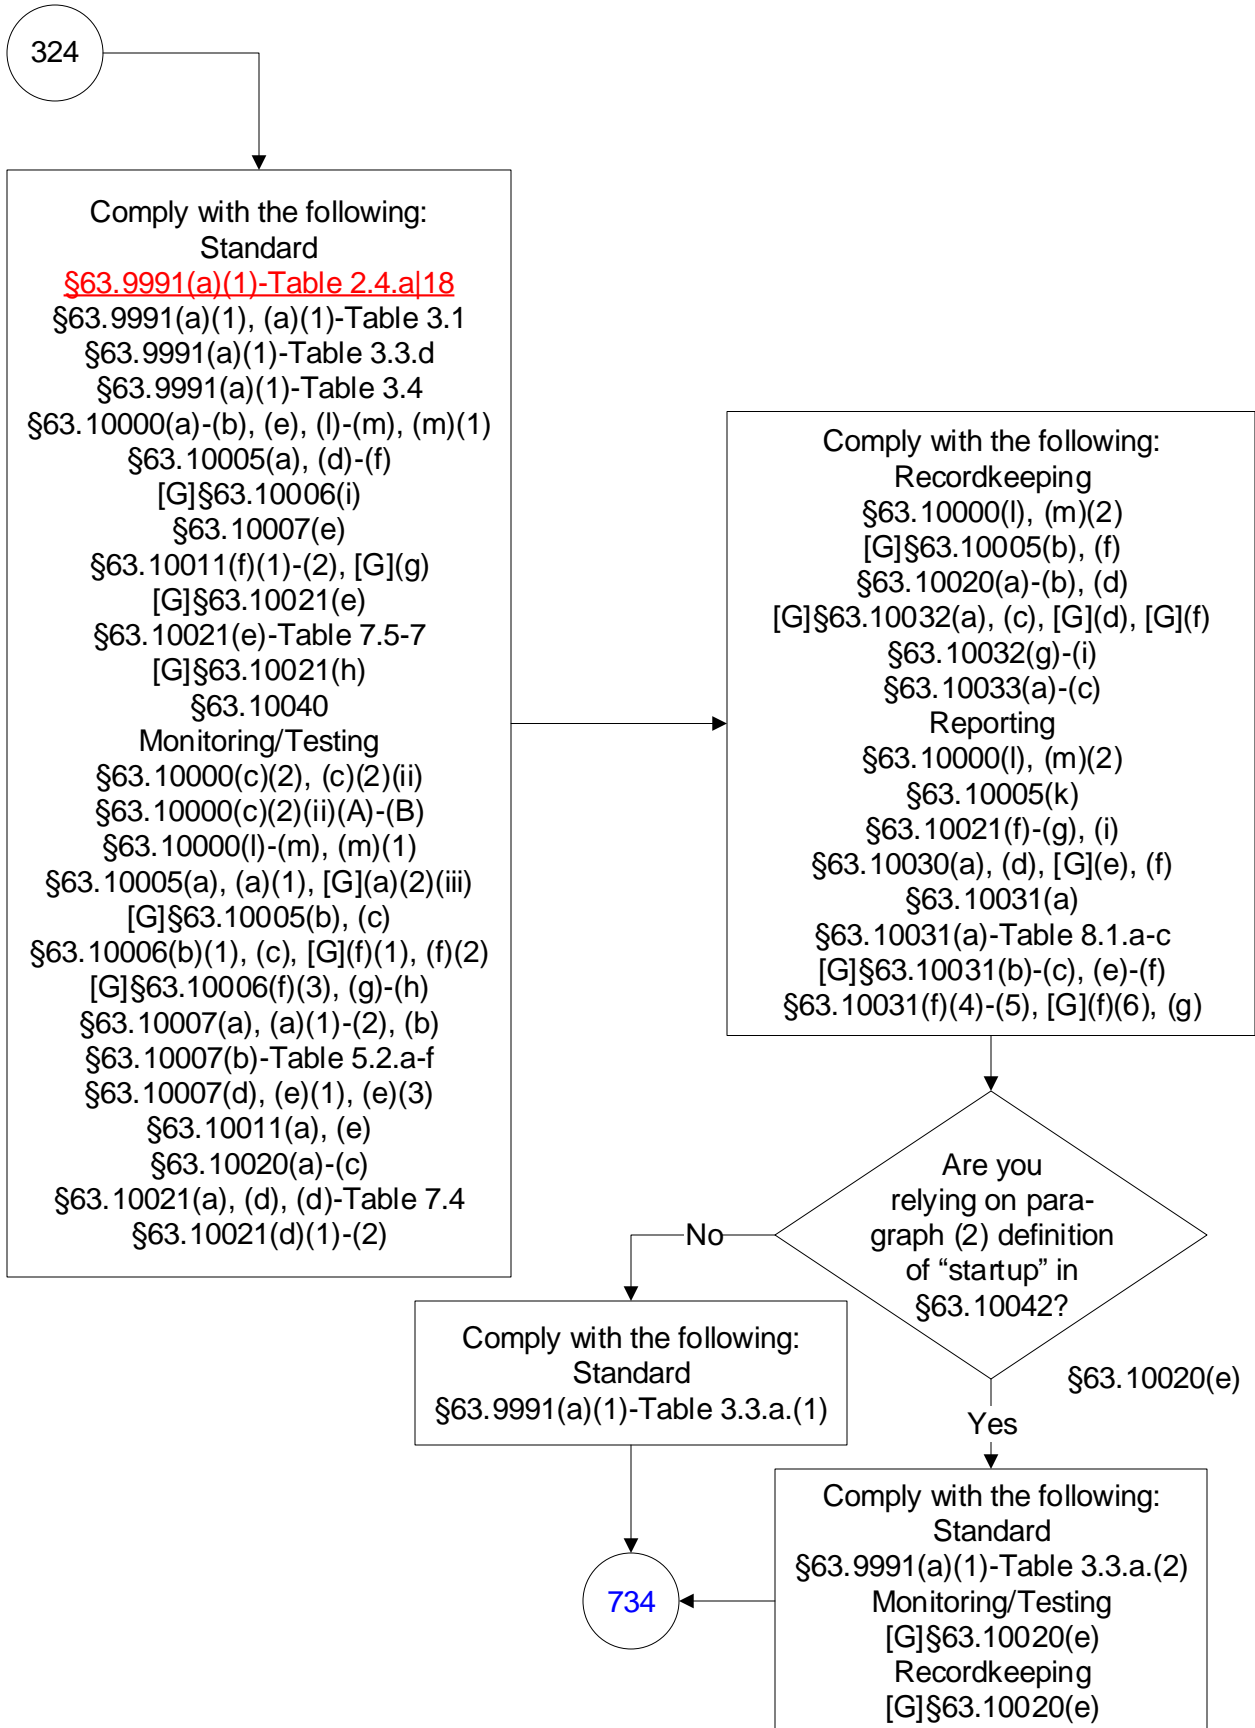 324
Comply with the following:
Standard
§63.9991(a)(1)-Table 2.4.a|18
§63.9991(a)(1), (a)(1)-Table 3.1
§63.9991(a)(1)-Table 3.3.d
§63.9991(a)(1)-Table 3.4
§63.10000(a)-(b), (e), (l)-(m), (m)(1)
§63.10005(a), (d)-(f)
[G]§63.10006(i)
§63.10007(e)
§63.10011(f)(1)-(2), [G](g)
[G]§63.10021(e)
§63.10021(e)-Table 7.5-7
[G]§63.10021(h)
§63.10040
Monitoring/Testing
§63.10000(c)(2), (c)(2)(ii)
§63.10000(c)(2)(ii)(A)-(B)
§63.10000(l)-(m), (m)(1)
§63.10005(a), (a)(1), [G](a)(2)(iii)
[G]§63.10005(b), (c)
§63.10006(b)(1), (c), [G](f)(1), (f)(2)
[G]§63.10006(f)(3), (g)-(h)
§63.10007(a), (a)(1)-(2), (b)
§63.10007(b)-Table 5.2.a-f
§63.10007(d), (e)(1), (e)(3)
§63.10011(a), (e)
§63.10020(a)-(c)
§63.10021(a), (d), (d)-Table 7.4
§63.10021(d)(1)-(2)
Comply with the following:
Recordkeeping
§63.10000(l), (m)(2)
[G]§63.10005(b), (f)
§63.10020(a)-(b), (d)
[G]§63.10032(a), (c), [G](d), [G](f)
§63.10032(g)-(i)
§63.10033(a)-(c)
Reporting
§63.10000(l), (m)(2)
§63.10005(k)
§63.10021(f)-(g), (i)
§63.10030(a), (d), [G](e), (f)
§63.10031(a)
§63.10031(a)-Table 8.1.a-c
[G]§63.10031(b)-(c), (e)-(f)
§63.10031(f)(4)-(5), [G](f)(6), (g)
Are you
relying on para-
graph (2) definition
of “startup” in
§63.10042?
No
§63.10020(e)
Yes
Comply with the following:
Standard
§63.9991(a)(1)-Table 3.3.a.(1)
Comply with the following:
Standard
§63.9991(a)(1)-Table 3.3.a.(2)
Monitoring/Testing
[G]§63.10020(e)
Recordkeeping
[G]§63.10020(e)
734